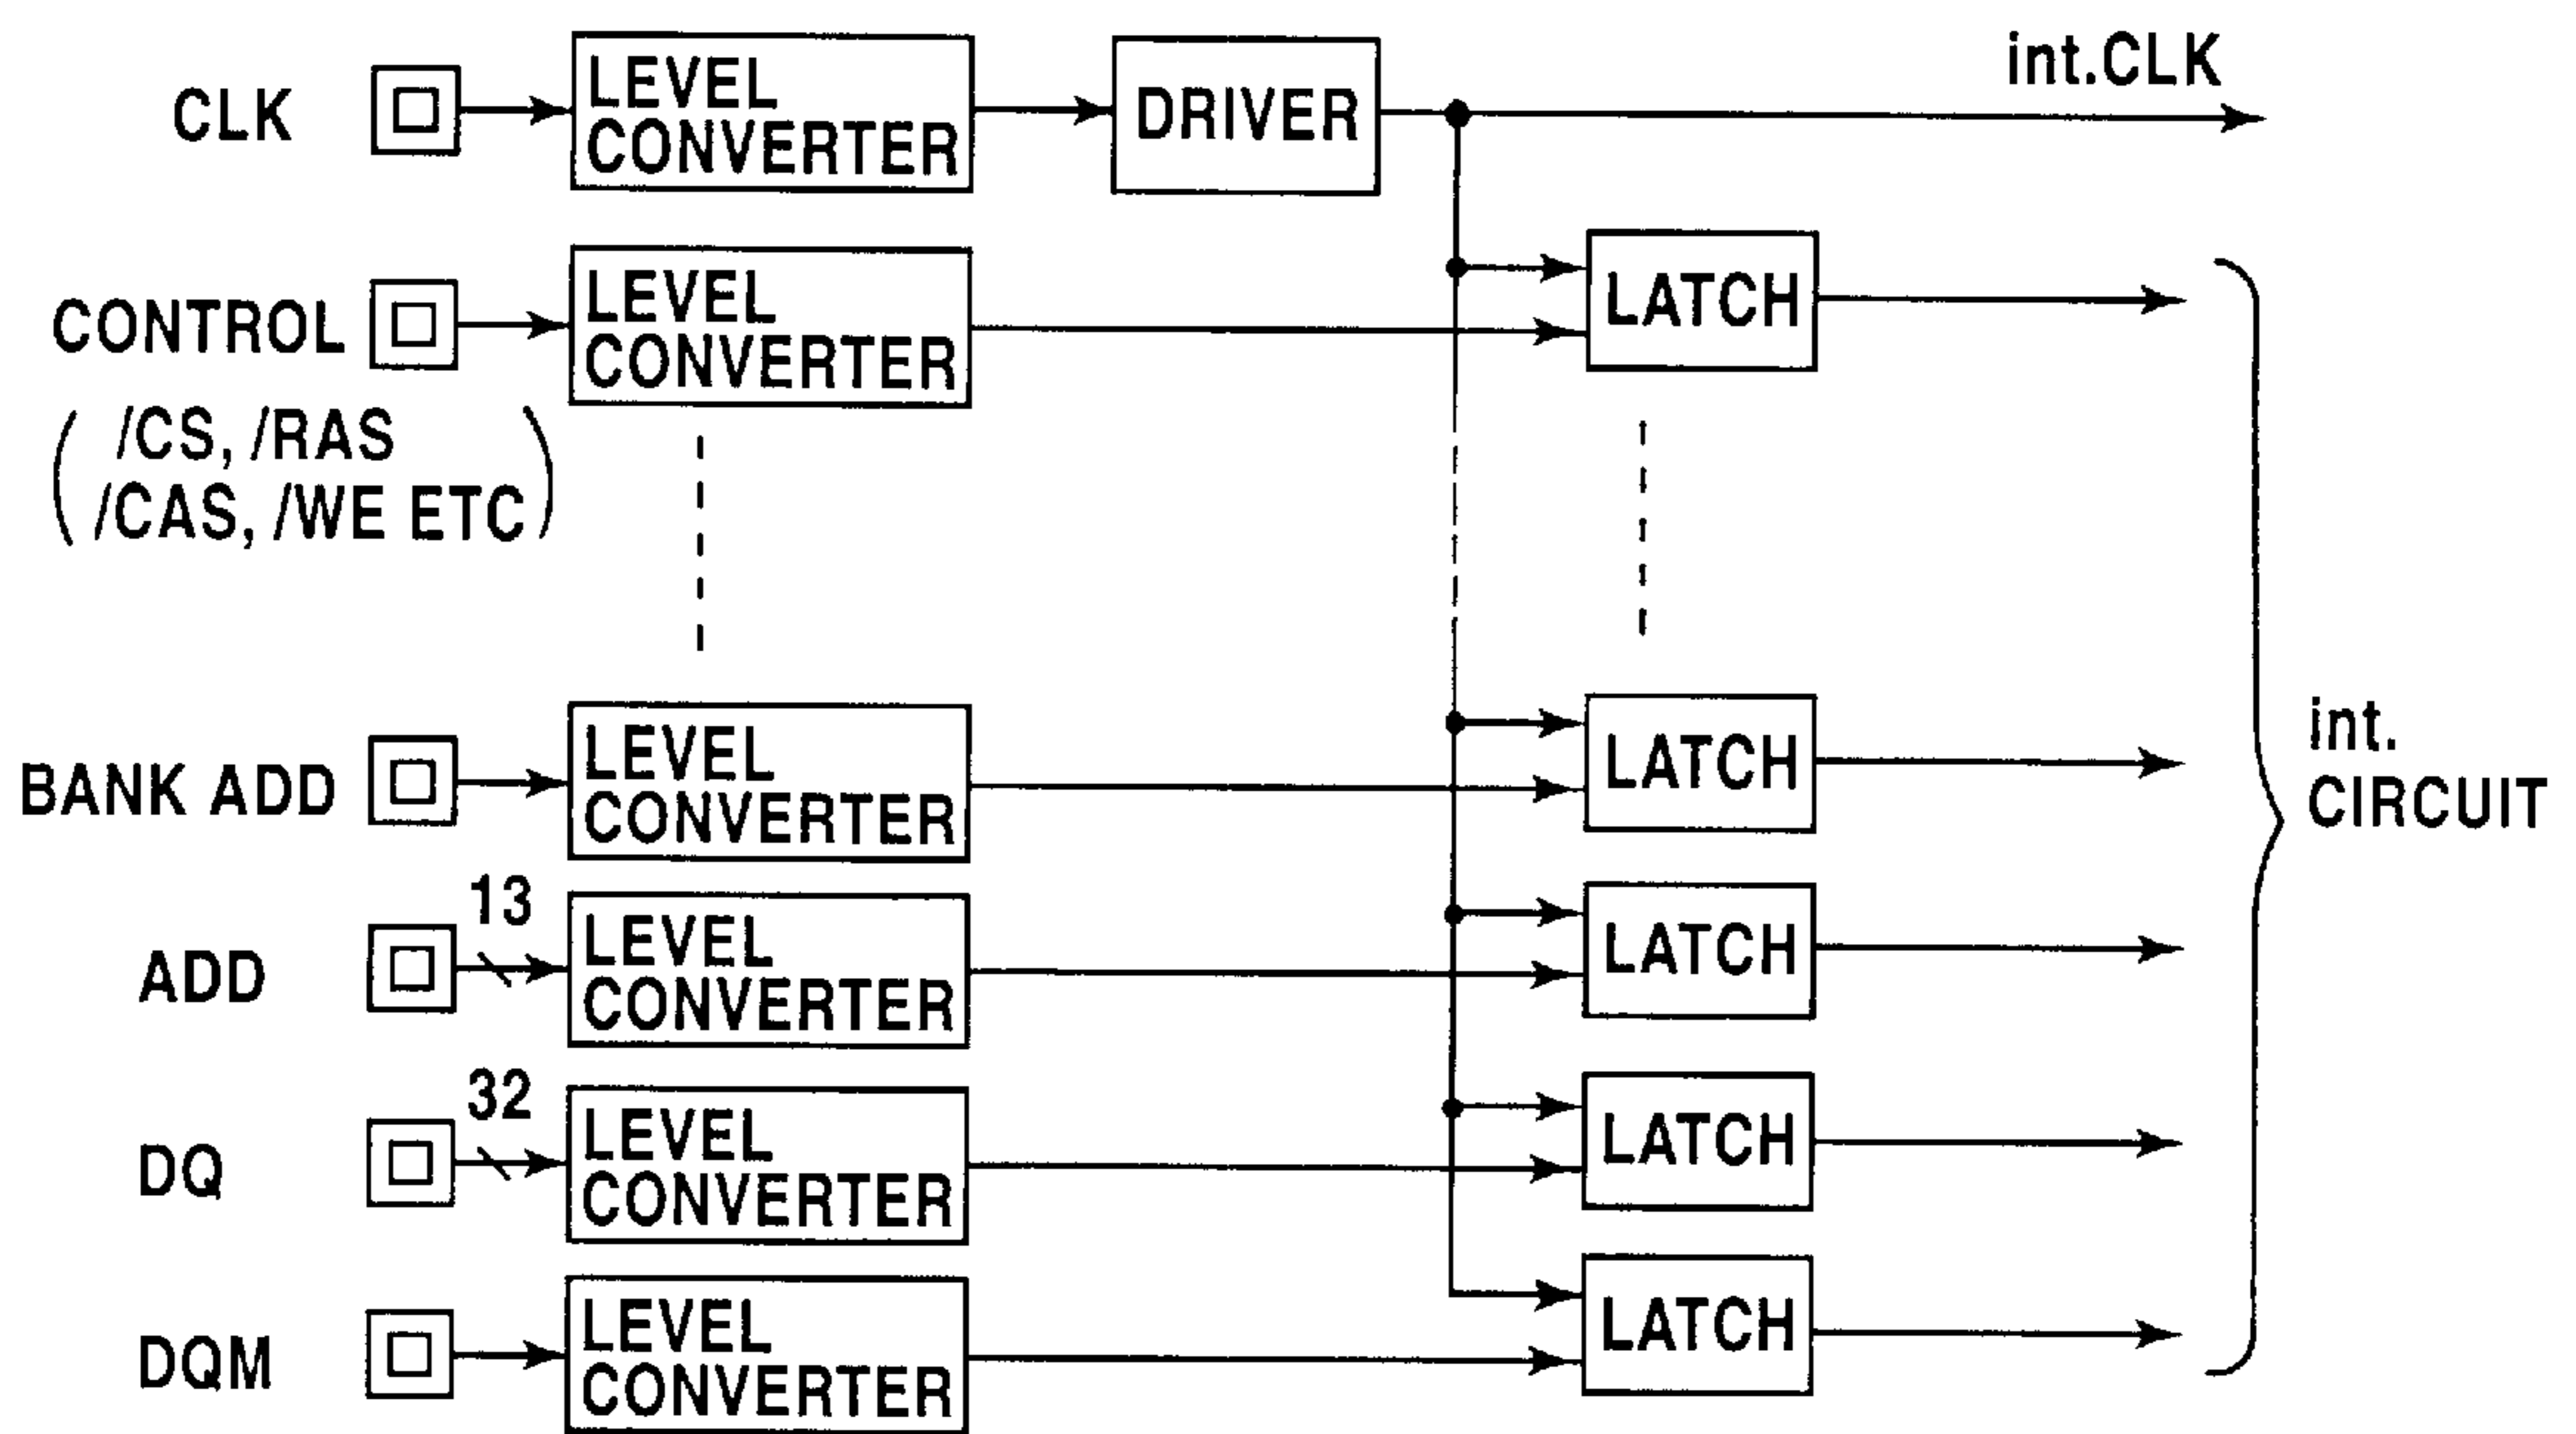 CLK
LEVEL
CONVERTER
DRIVER
int.CLK
CONTROL
LEVEL
CONVERTER
LATCH
( /CS, /RAS
/CAS, /WE ETC )
BANK ADD
LEVEL
CONVERTER
LATCH
int.
CIRCUIT
ADD
13
LEVEL
CONVERTER
LATCH
DQ
32
LEVEL
CONVERTER
LATCH
DQM
LEVEL
CONVERTER
LATCH